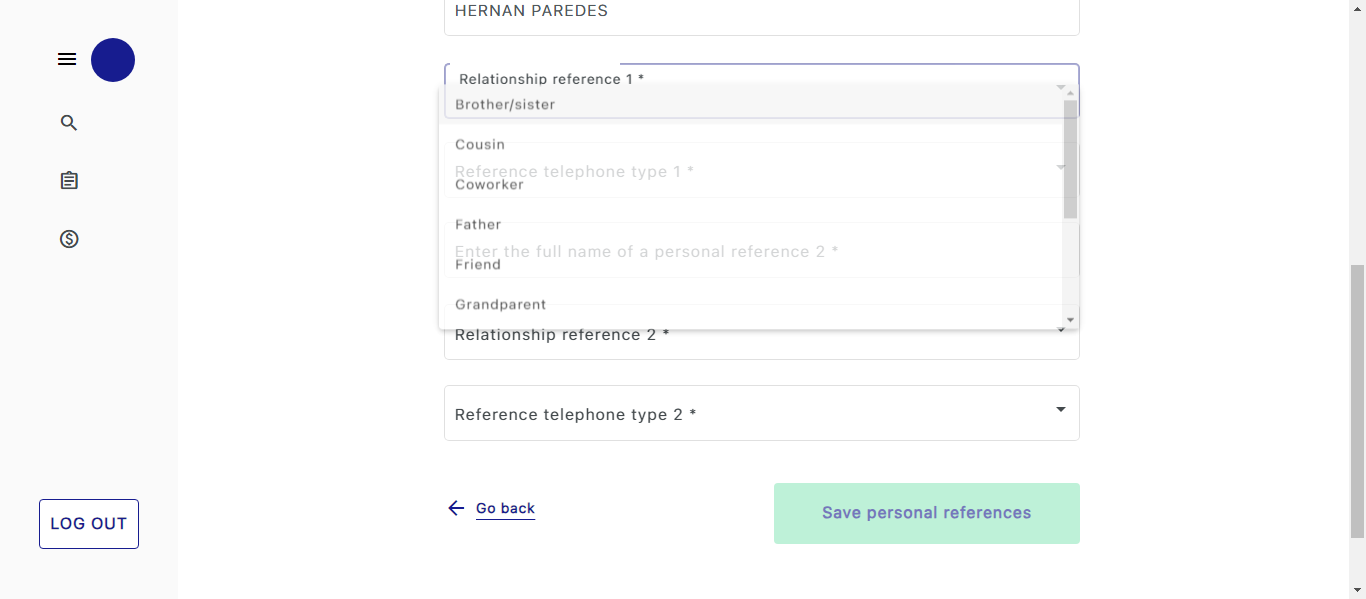 HERNAN PAREDES
Relationship reference 1 *
Brother/sister
Cousin
Reference telephone type 1 *
Coworker
Father
Enter the full name of a personal reference 2 *
Friend
Grandparent
Relationship reference 2 *
Reference telephone type 2 *
Go back
Save personal references
LOG OUT